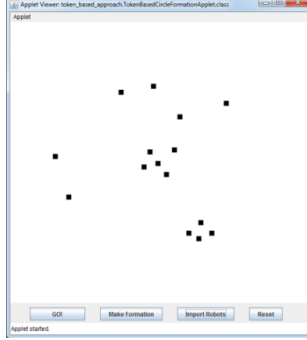 Applet Viewer: token_based_approach.TokenBasedCircleFormationApplet.class
Applet
GO!
Make Formation
Import Robots
Reset
Applet started.